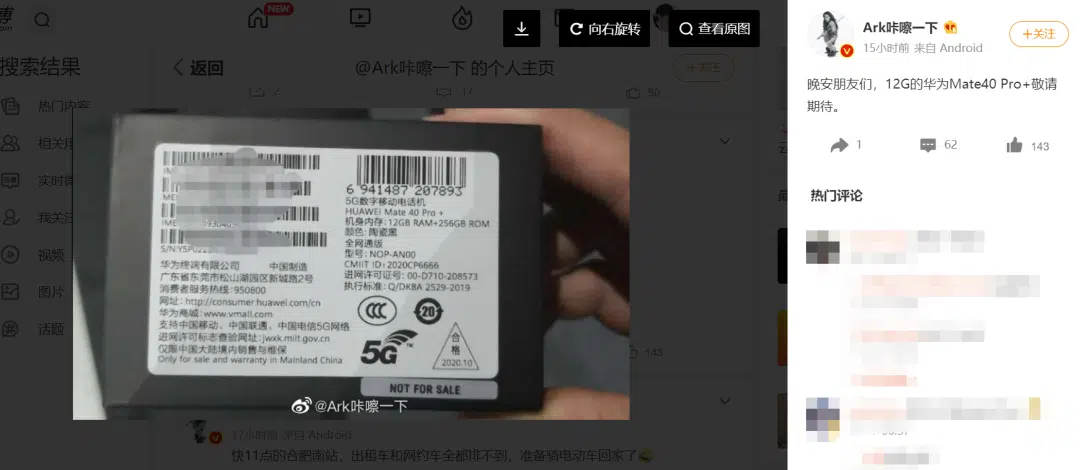 NEW
向右旋转
查看原图
搜索结果
返回
@Ark咔嚓一下 的个人主页
+关注
热门内容
17
50
实时
我关注
视频
图片
话题
6 941487 207893
5G数字移动电话机
HUAWEI Mate 40 Pro +
机身内存: 12GB RAM+256GB ROM
颜色: 陶瓷黑
全网通版
型号: NOP-AN00
CMIIT ID: 2020CP6666
进网许可证号: 00-D710-208573
执行标准: Q/DKBA 2529-2019
华为终端有限公司 中国制造
广东省东莞市松山湖园区新城路2号
消费者服务热线: 950800
网址: http://consumer.huawei.com/cn
华为商城: www.vmall.com
支持中国移动、中国联通、中国电信5G网络
进网许可标志查验网址: jwxk.miit.gov.cn
仅限中国大陆境内销售与维保
Only for sale and warranty in Mainland China
CCC
20
5G
TM
合格
2020.10
NOT FOR SALE
@Ark咔嚓一下
143
17小时前 来自 Android
快11点的合肥南站，出租车和网约车全都排不到，准备骑电动车回家了
Ark咔嚓一下
+关注
15小时前 来自 Android
晚安朋友们，12G的华为Mate40 Pro+敬请
期待。
1
62
143
热门评论